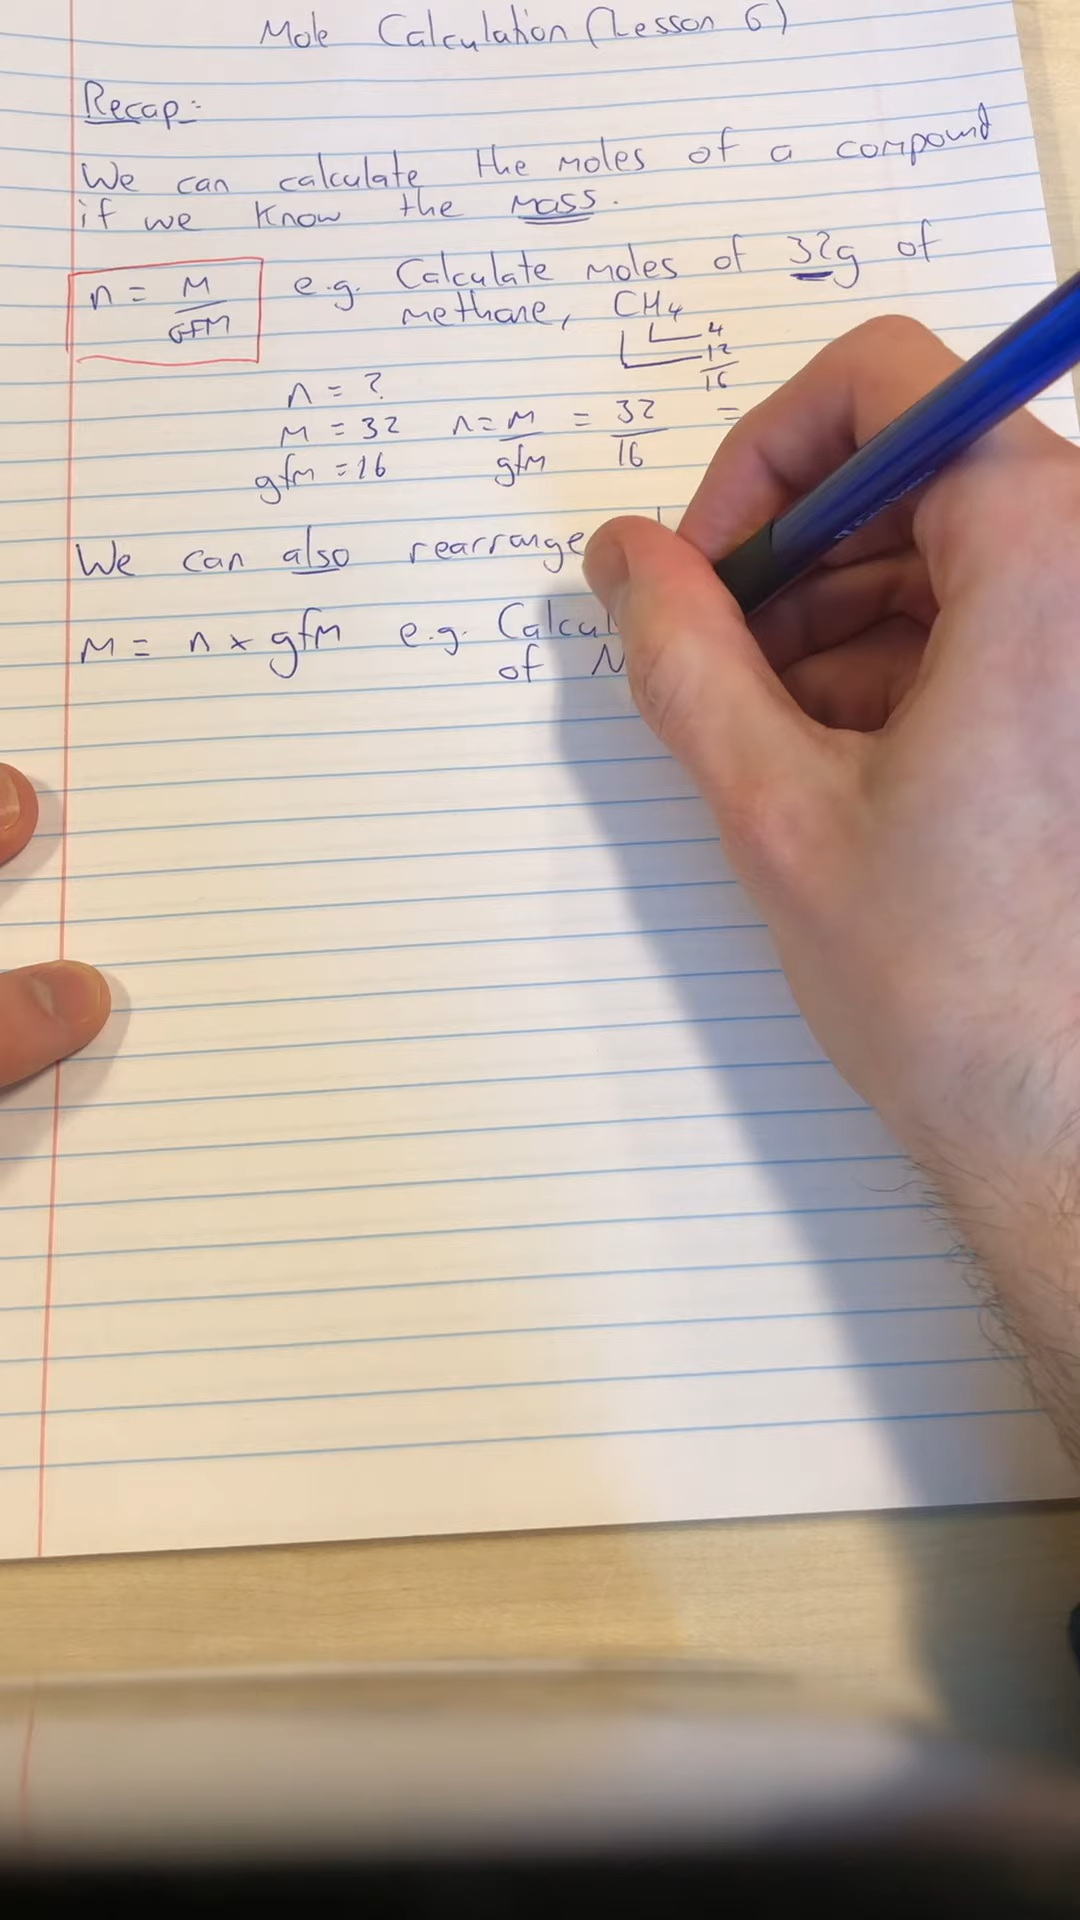 Mole Calculation (Lesson 6)
Recap:
We can calculate the moles of a compound
if we know the mass.
n = M / GFM e.g. Calculate moles of 32g of
methane, CH4
4
12
16
n = ?
M = 32 n = M / gfm = 32 / 16 =
gfm = 16
We can also rearrange
M = n x gfm e.g. Calcul
of N